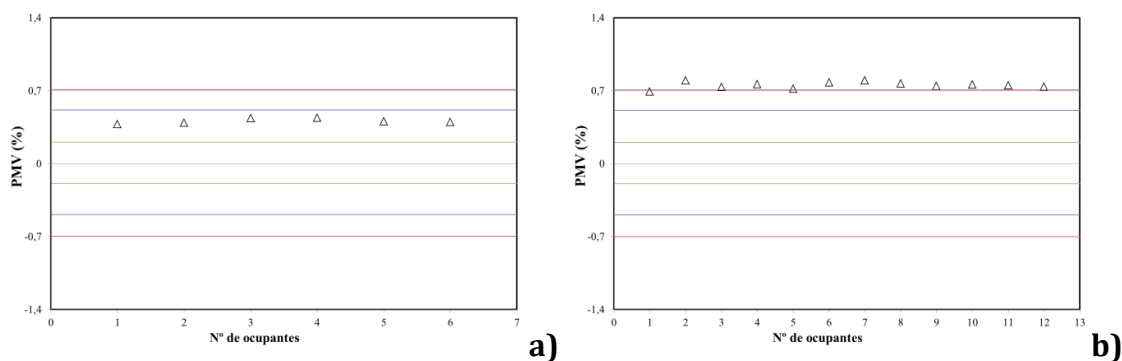 1,4
0,7
0
-0,7
-1,4
PMV (%)
0 1 2 3 4 5 6 7
Nº de ocupantes
a)
1,4
0,7
0
-0,7
-1,4
PMV (%)
0 1 2 3 4 5 6 7 8 9 10 11 12 13
Nº de ocupantes
b)